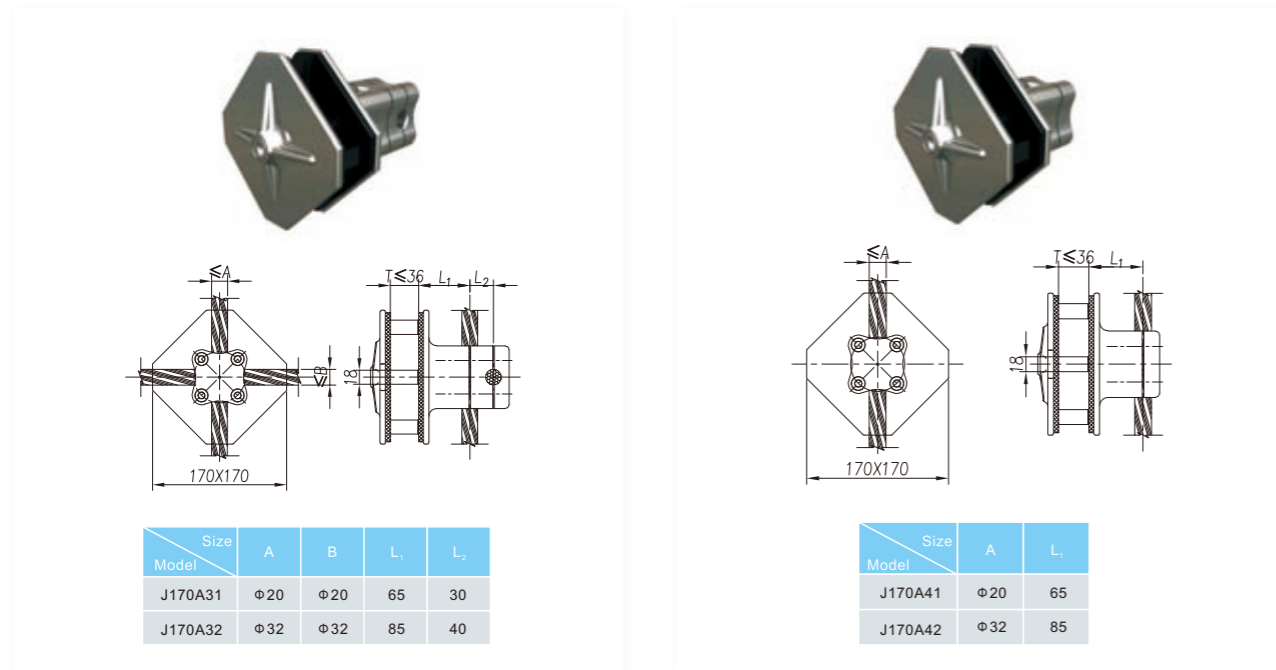 ≤A
T≤36
L₁
L₂
≤B
18
170X170
Size
Model
A
B
L₁
L₂
J170A31
Φ20
Φ20
65
30
J170A32
Φ32
Φ32
85
40
≤A
T≤36
L₁
18
170X170
Size
Model
A
L₁
J170A41
Φ20
65
J170A42
Φ32
85